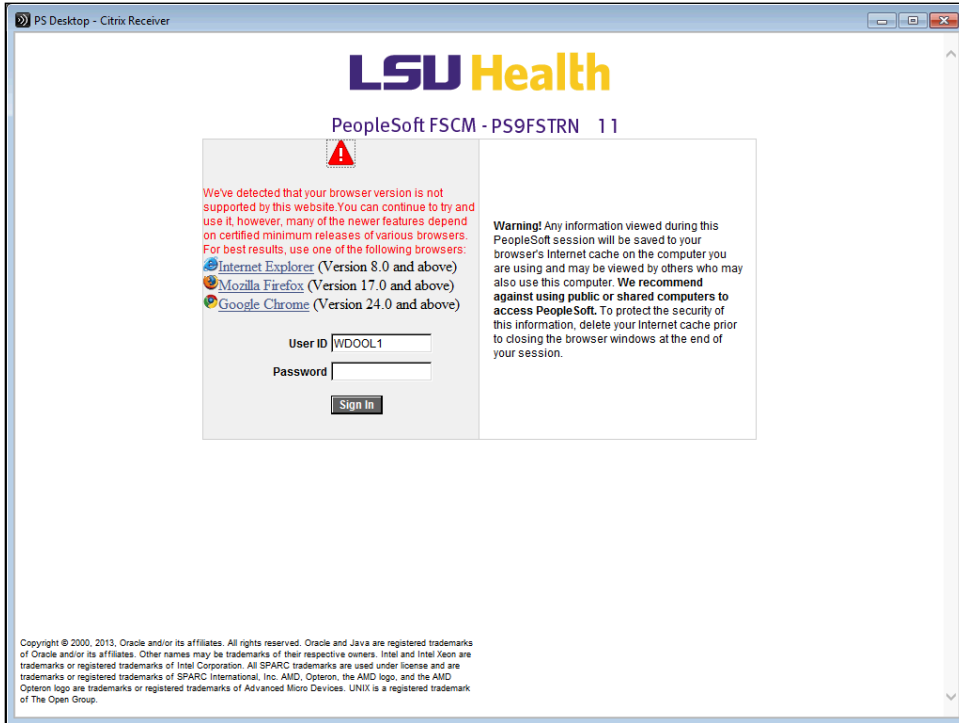 PS Desktop - Citrix Receiver
LSU Health
PeopleSoft FSCM - PS9FSTRN 11
We've detected that your browser version is not
supported by this website.You can continue to try and
use it, however, many of the newer features depend
on certified minimum releases of various browsers.
For best results, use one of the following browsers:
Internet Explorer (Version 8.0 and above)
Mozilla Firefox (Version 17.0 and above)
Google Chrome (Version 24.0 and above)
User ID WDOOL1
Password
Sign In
Warning! Any information viewed during this
PeopleSoft session will be saved to your
browser's Internet cache on the computer you
are using and may be viewed by others who may
also use this computer. We recommend
against using public or shared computers to
access PeopleSoft. To protect the security of
this information, delete your Internet cache prior
to closing the browser windows at the end of
your session.
Copyright © 2000, 2013, Oracle and/or its affiliates. All rights reserved. Oracle and Java are registered trademarks
of Oracle and/or its affiliates. Other names may be trademarks of their respective owners. Intel and Intel Xeon are
trademarks or registered trademarks of Intel Corporation. All SPARC trademarks are used under license and are
trademarks or registered trademarks of SPARC International, Inc. AMD, Opteron, the AMD logo, and the AMD
Opteron logo are trademarks or registered trademarks of Advanced Micro Devices. UNIX is a registered trademark
of The Open Group.